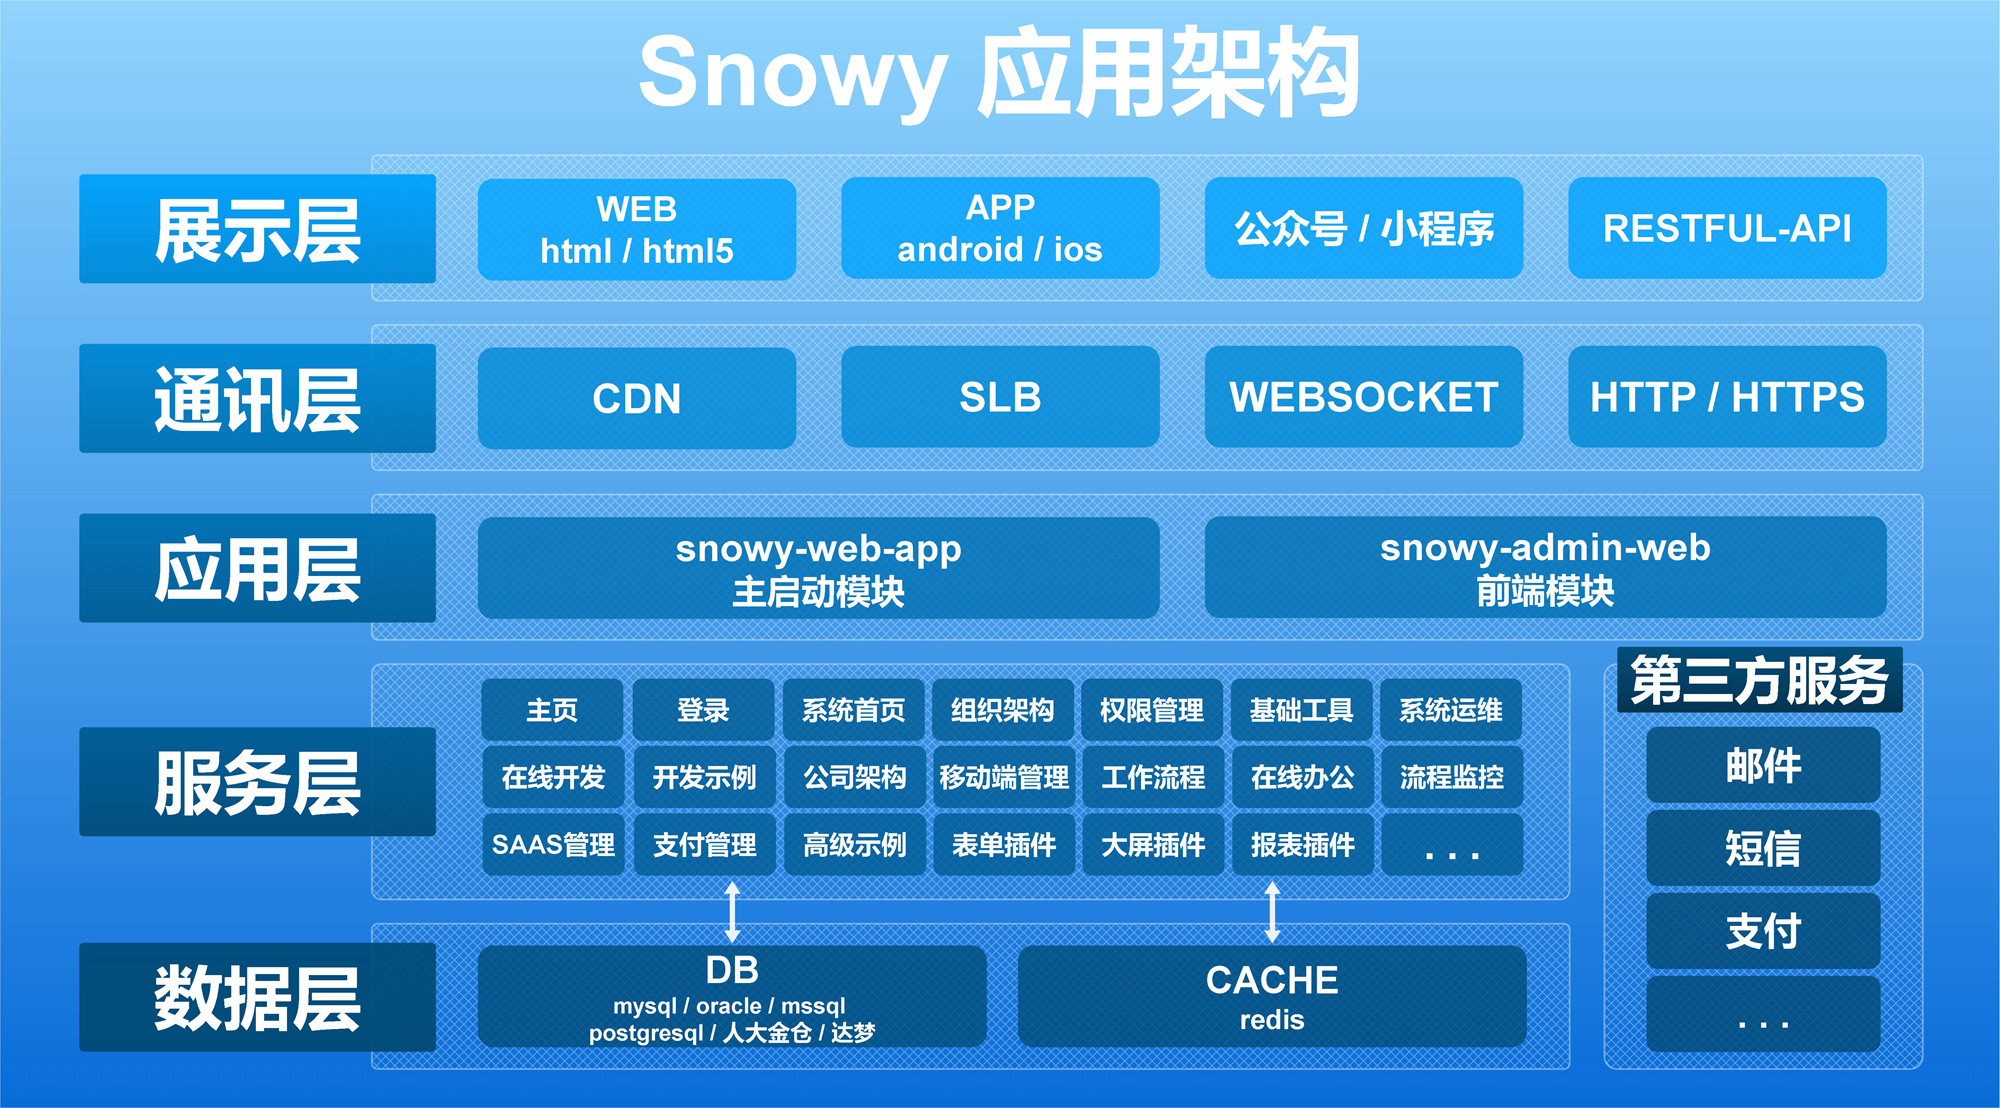 Snowy 应用架构
展示层
WEB
html / html5
APP
android / ios
公众号 / 小程序
RESTFUL-API
通讯层
CDN
SLB
WEBSOCKET
HTTP / HTTPS
应用层
snowy-web-app
主启动模块
snowy-admin-web
前端模块
服务层
主页
登录
系统首页
组织架构
权限管理
基础工具
系统运维
在线开发
开发示例
公司架构
移动端管理
工作流程
在线办公
流程监控
SAAS管理
支付管理
高级示例
表单插件
大屏插件
报表插件
...
第三方服务
邮件
短信
支付
...
数据层
DB
mysql / oracle / mssql
postgresql / 人大金仓 / 达梦
CACHE
redis